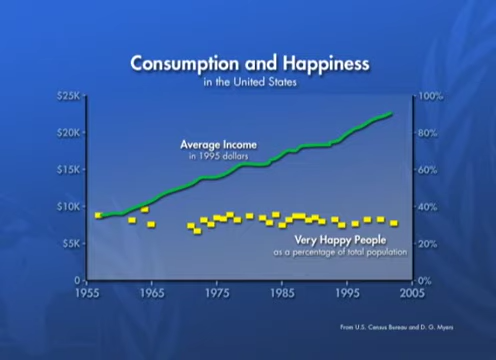 Consumption and Happiness
in the United States
$25K
100%
$20K
80%
Average Income
in 1995 dollars
$15K
60%
$10K
40%
Very Happy People
as a percentage of total population
$5K
20%
0
0%
1955
1965
1975
1985
1995
2005
From U.S. Census Bureau and D. G. Myers